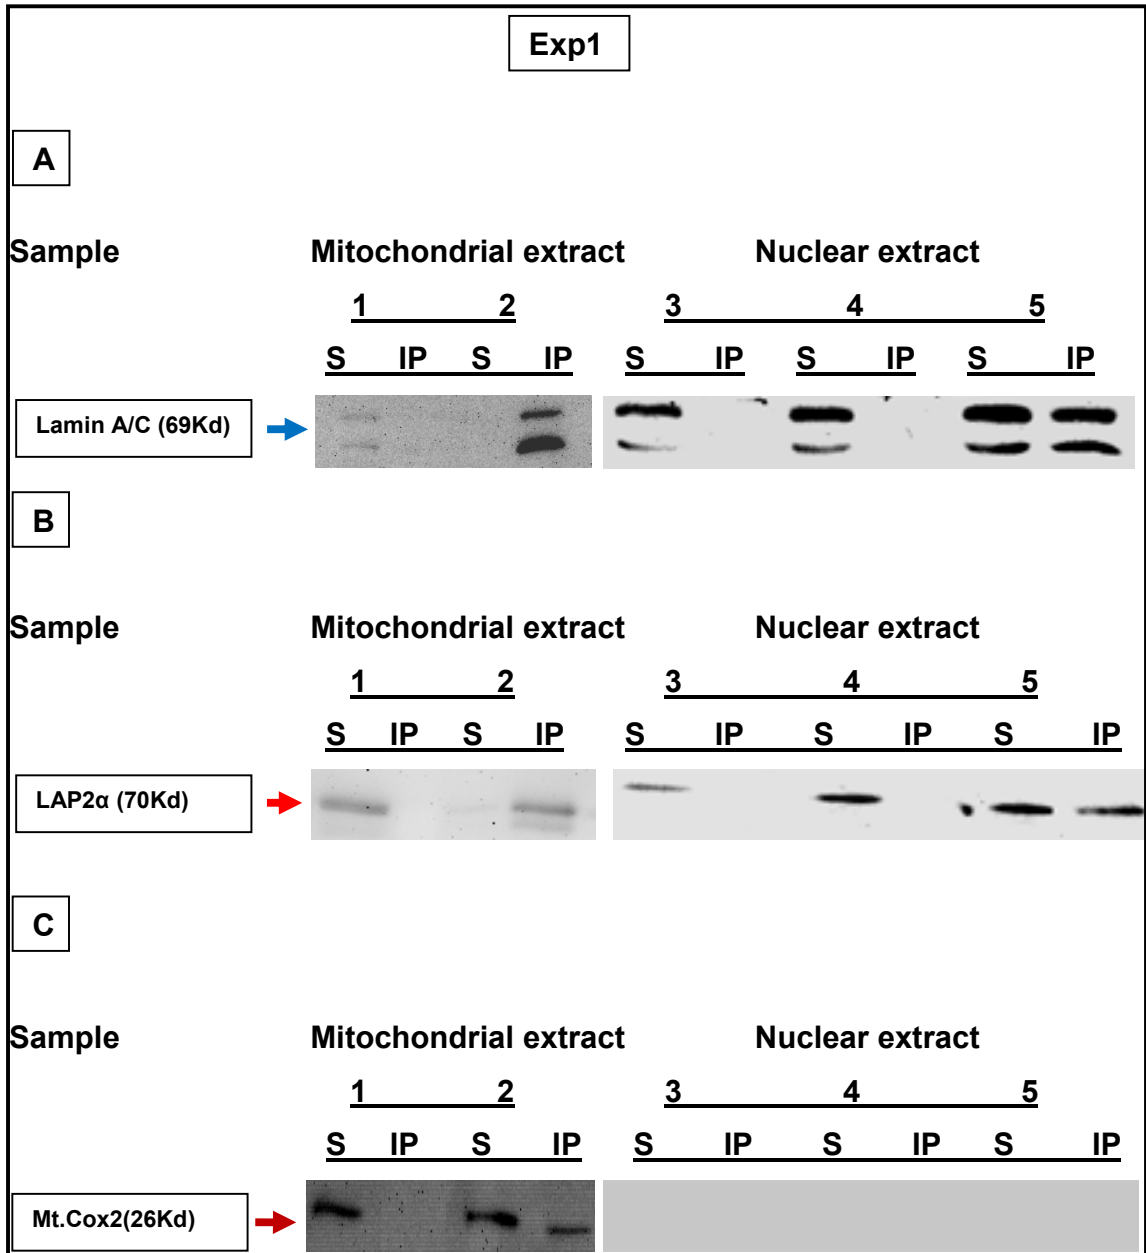 Exp1
A
Sample Mitochondrial extract Nuclear extract
1 2 3 4 5
S IP S IP S IP S IP S IP
Lamin A/C (69Kd)
B
Sample Mitochondrial extract Nuclear extract
1 2 3 4 5
S IP S IP S IP S IP S IP
LAP2α (70Kd)
C
Sample Mitochondrial extract Nuclear extract
1 2 3 4 5
S IP S IP S IP S IP S IP
Mt.Cox2(26Kd)